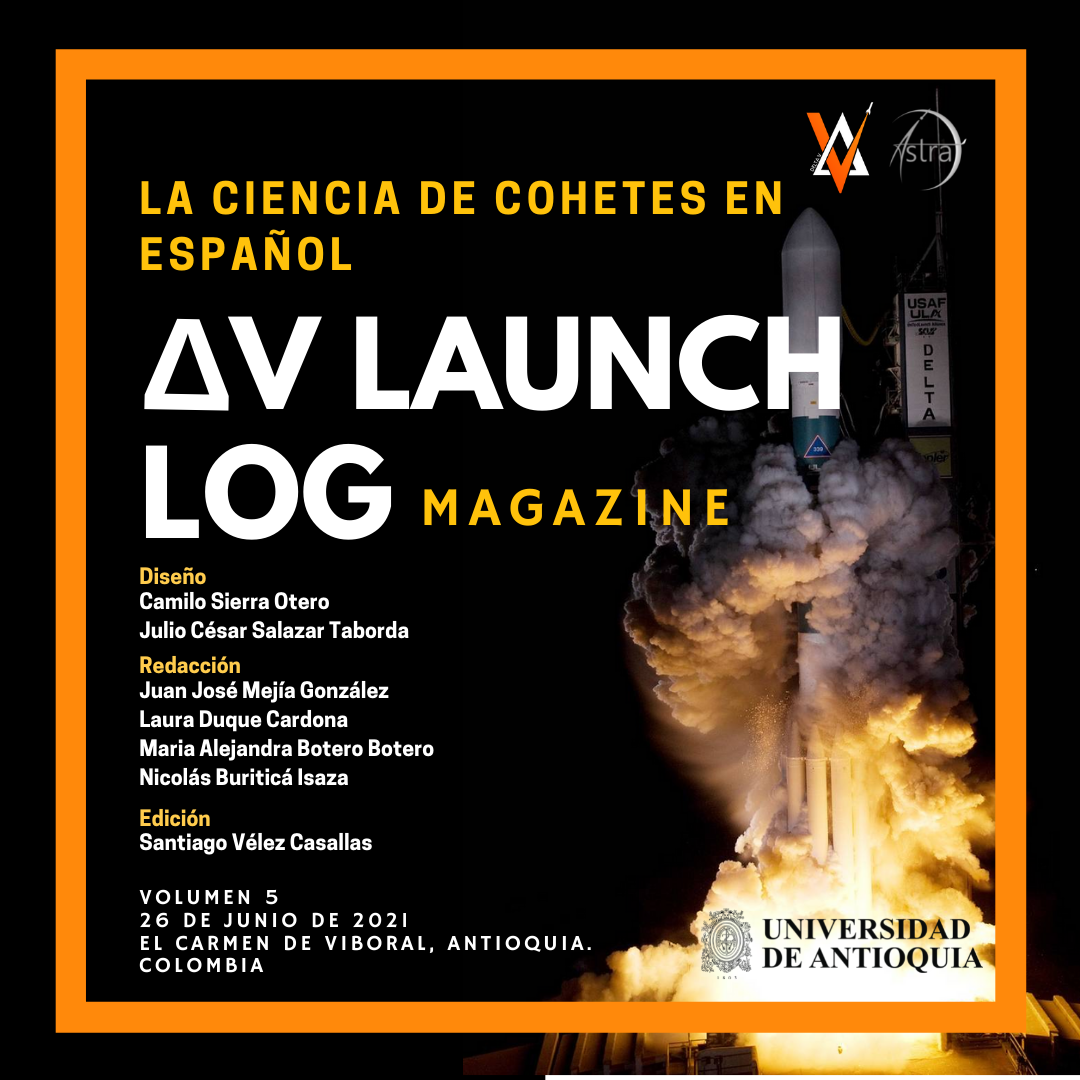 DELTA V
Astra
LA CIENCIA DE COHETES EN
ESPAÑOL
ΔV LAUNCH
LOG MAGAZINE
USAF
ULA
DELTA
339
Diseño
Camilo Sierra Otero
Julio César Salazar Taborda
Redacción
Juan José Mejía González
Laura Duque Cardona
Maria Alejandra Botero Botero
Nicolás Buriticá Isaza
Edición
Santiago Vélez Casallas
VOLUMEN 5
26 DE JUNIO DE 2021
EL CARMEN DE VIBORAL, ANTIOQUIA.
COLOMBIA
UNIVERSIDAD
DE ANTIOQUIA
1803